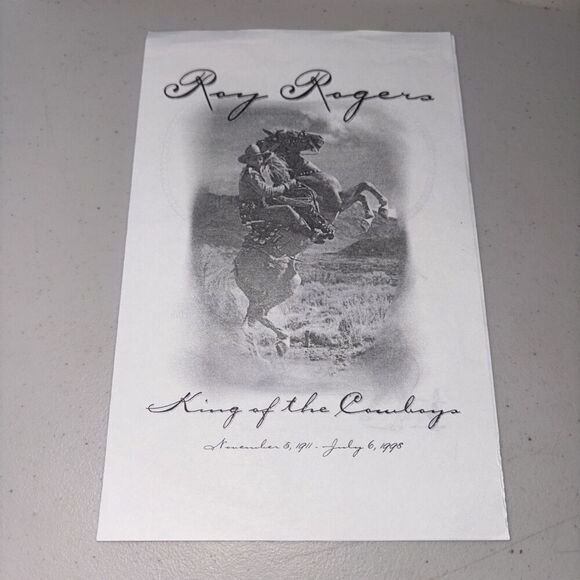 Roy Rogers
King of the Cowboys
November 5, 1911 - July 6, 1998